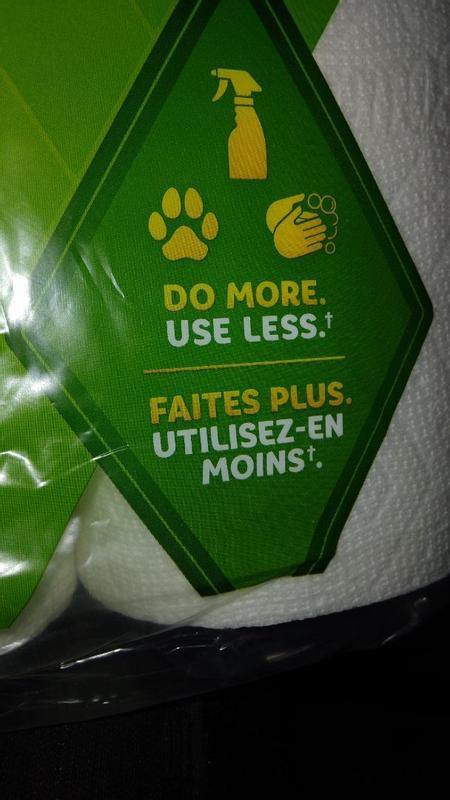 DO MORE.
USE LESS.†
FAITES PLUS.
UTILISEZ-EN
MOINS†.